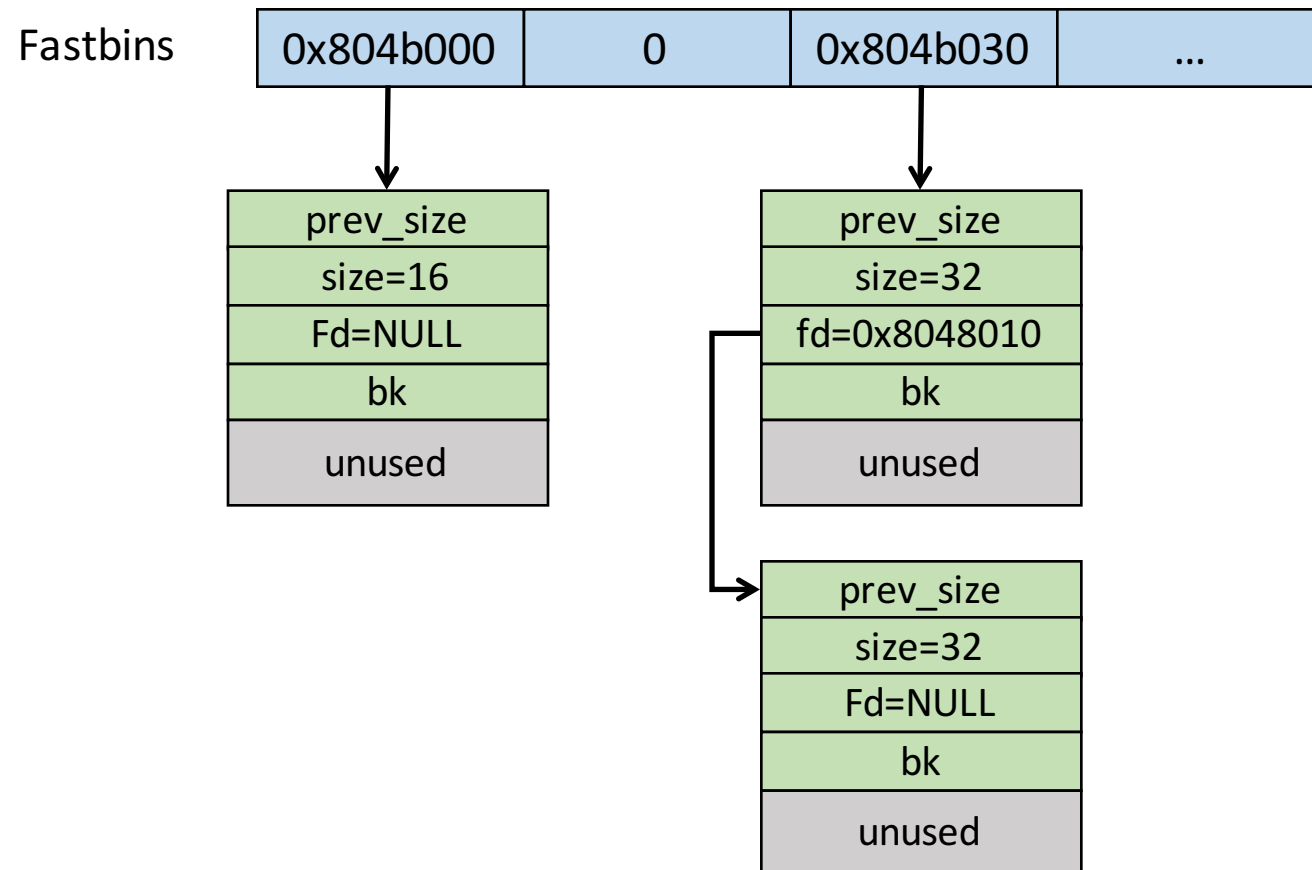 Fastbins 0x804b000 0 0x804b030 ...
prev_size
size=16
Fd=NULL
bk
unused
prev_size
size=32
fd=0x8048010
bk
unused
prev_size
size=32
Fd=NULL
bk
unused